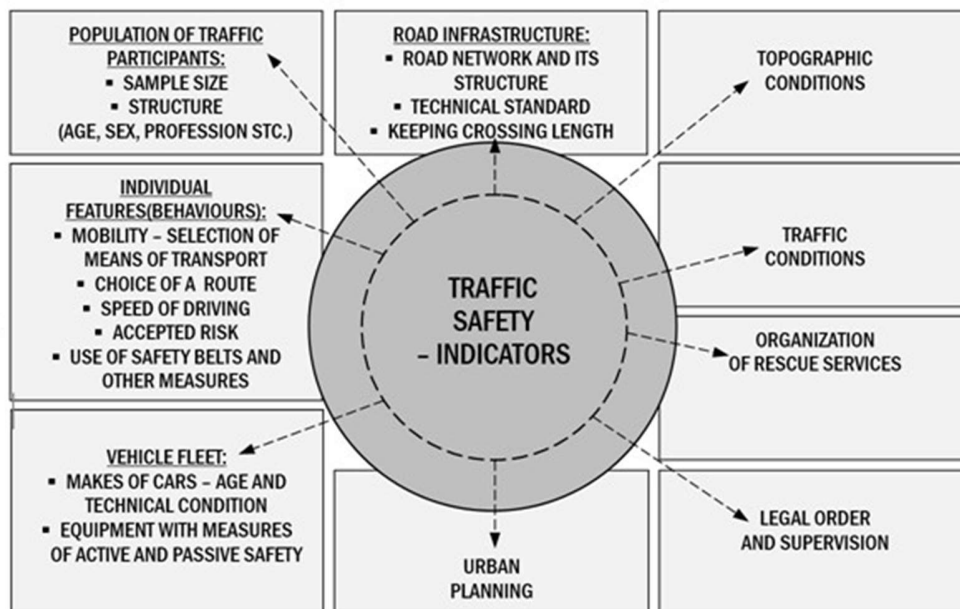 POPULATION OF TRAFFIC
PARTICIPANTS:
▪ SAMPLE SIZE
▪ STRUCTURE
(AGE, SEX, PROFESSION STC.)
ROAD INFRASTRUCTURE:
▪ ROAD NETWORK AND ITS
STRUCTURE
▪ TECHNICAL STANDARD
▪ KEEPING CROSSING LENGTH
TOPOGRAPHIC
CONDITIONS
INDIVIDUAL
FEATURES(BEHAVIOURS):
▪ MOBILITY – SELECTION OF
MEANS OF TRANSPORT
▪ CHOICE OF A ROUTE
▪ SPEED OF DRIVING
▪ ACCEPTED RISK
▪ USE OF SAFETY BELTS AND
OTHER MEASURES
TRAFFIC
SAFETY
– INDICATORS
TRAFFIC
CONDITIONS
ORGANIZATION
OF RESCUE SERVICES
VEHICLE FLEET:
▪ MAKES OF CARS – AGE AND
TECHNICAL CONDITION
▪ EQUIPMENT WITH MEASURES
OF ACTIVE AND PASSIVE SAFETY
URBAN
PLANNING
LEGAL ORDER
AND SUPERVISION